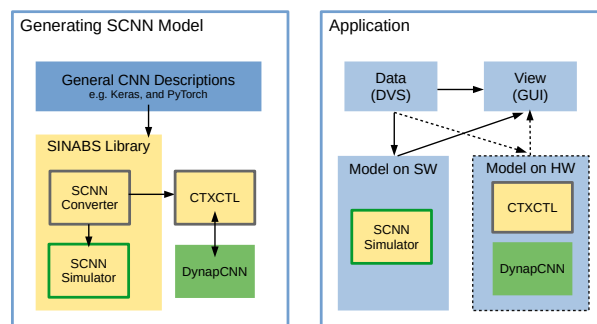 Generating SCNN Model
General CNN Descriptions
e.g. Keras, and PyTorch
SINABS Library
SCNN
Converter
CTXCTL
SCNN
Simulator
DynapCNN
Application
Data
(DVS)
View
(GUI)
Model on SW
SCNN
Simulator
Model on HW
CTXCTL
DynapCNN